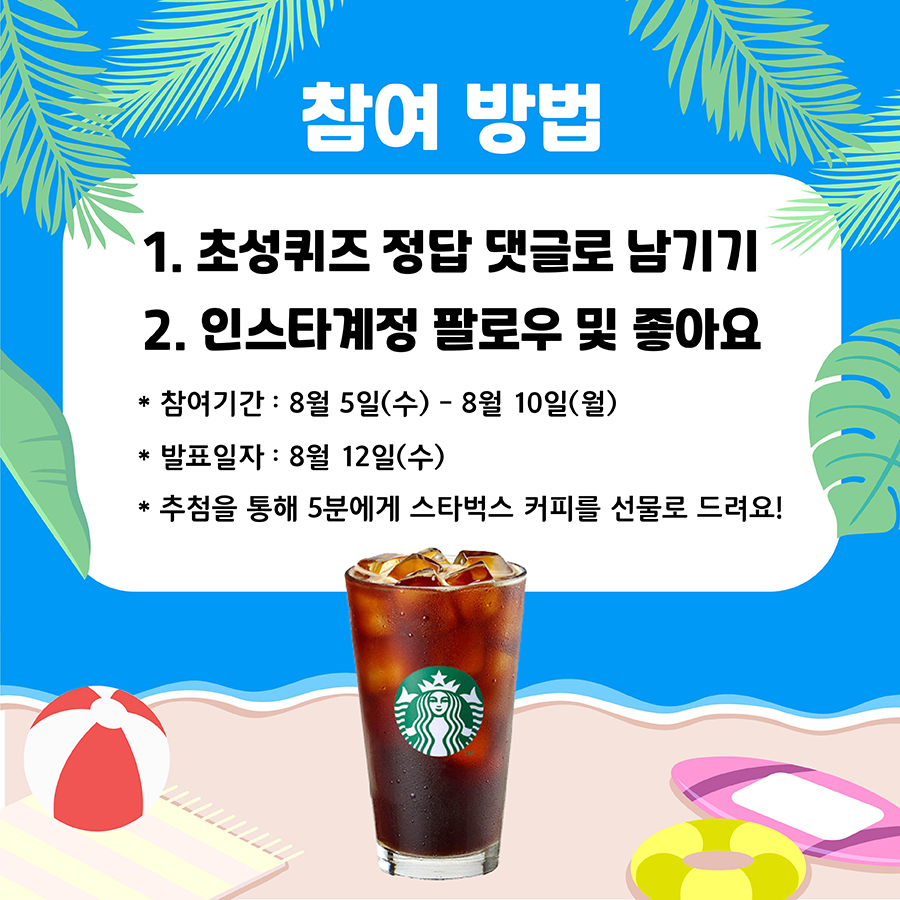 참여 방법
1. 초성퀴즈 정답 댓글로 남기기
2. 인스타계정 팔로우 및 좋아요
* 참여기간 : 8월 5일(수) - 8월 10일(월)
* 발표일자 : 8월 12일(수)
* 추첨을 통해 5분에게 스타벅스 커피를 선물로 드려요!